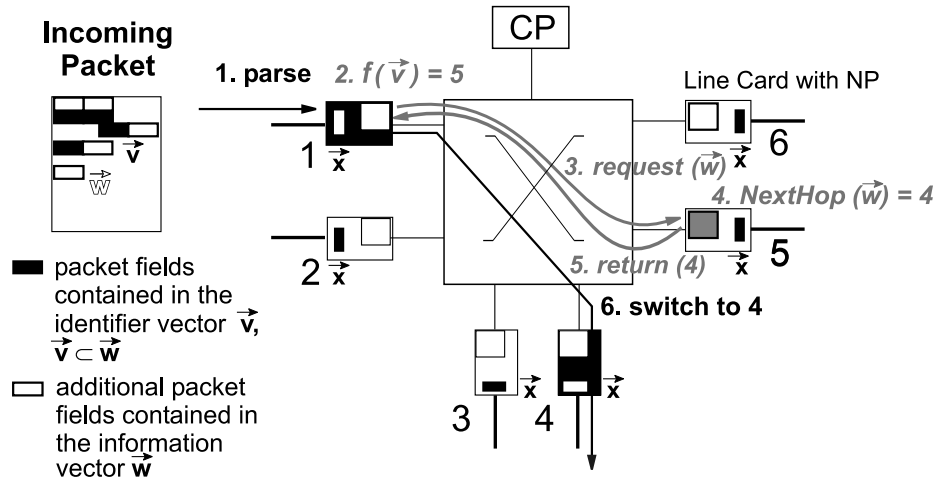 Incoming
Packet
v
w
packet fields
contained in the
identifier vector v,
v ⊂ w
additional packet
fields contained in
the information
vector w
1. parse
2. f( v ) = 5
CP
Line Card with NP
1
x
6
x
3. request (w)
4. NextHop (w) = 4
2
x
5
x
5. return (4)
6. switch to 4
3
x
4
x